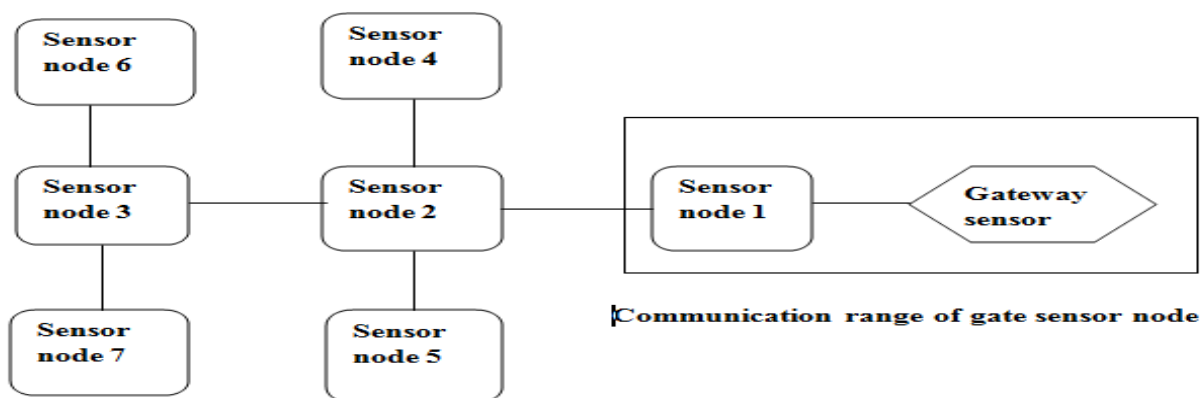 Sensor
node 6
Sensor
node 4
Sensor
node 3
Sensor
node 2
Sensor
node 1
Gateway
sensor
Sensor
node 7
Sensor
node 5
Communication range of gate sensor node